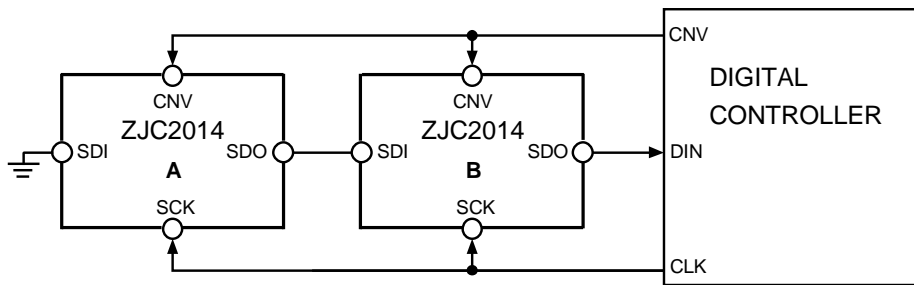 CNV
DIGITAL
CONTROLLER
CNV
ZJC2014
SDI
SDO
A
SCK
CNV
ZJC2014
SDI
SDO
B
SCK
DIN
CLK